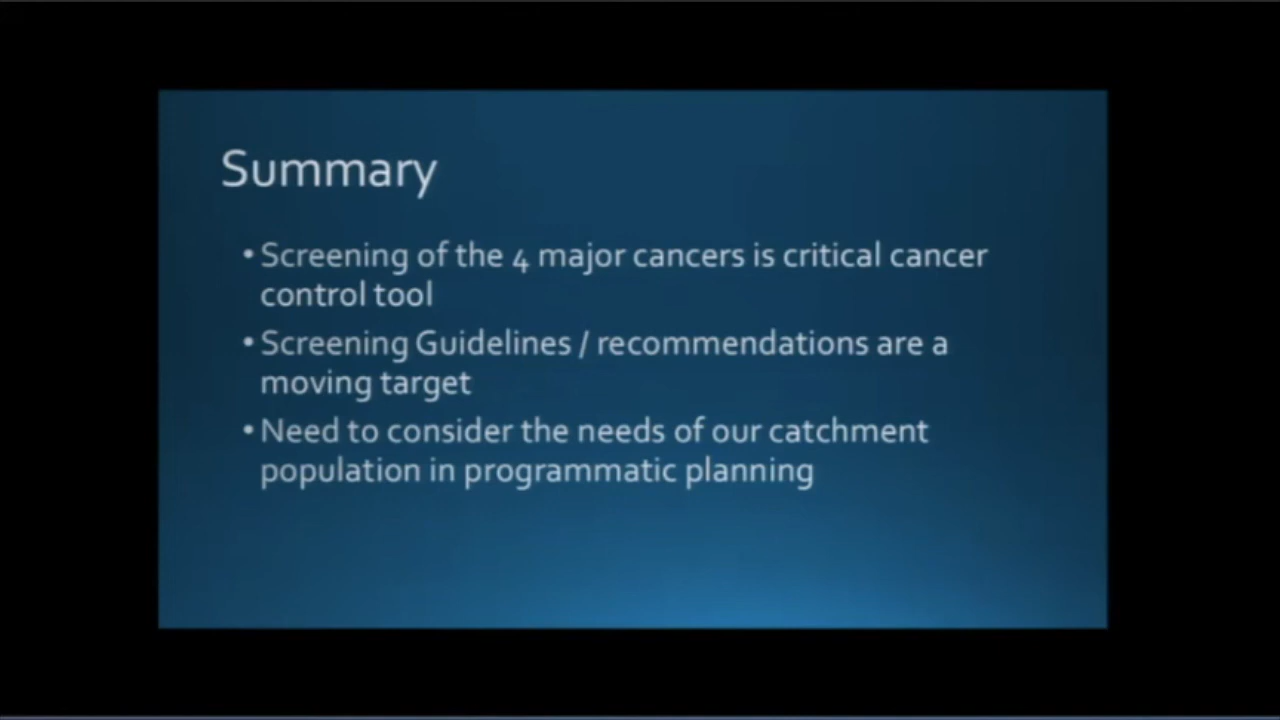 Summary
• Screening of the 4 major cancers is critical cancer
control tool
• Screening Guidelines / recommendations are a
moving target
• Need to consider the needs of our catchment
population in programmatic planning